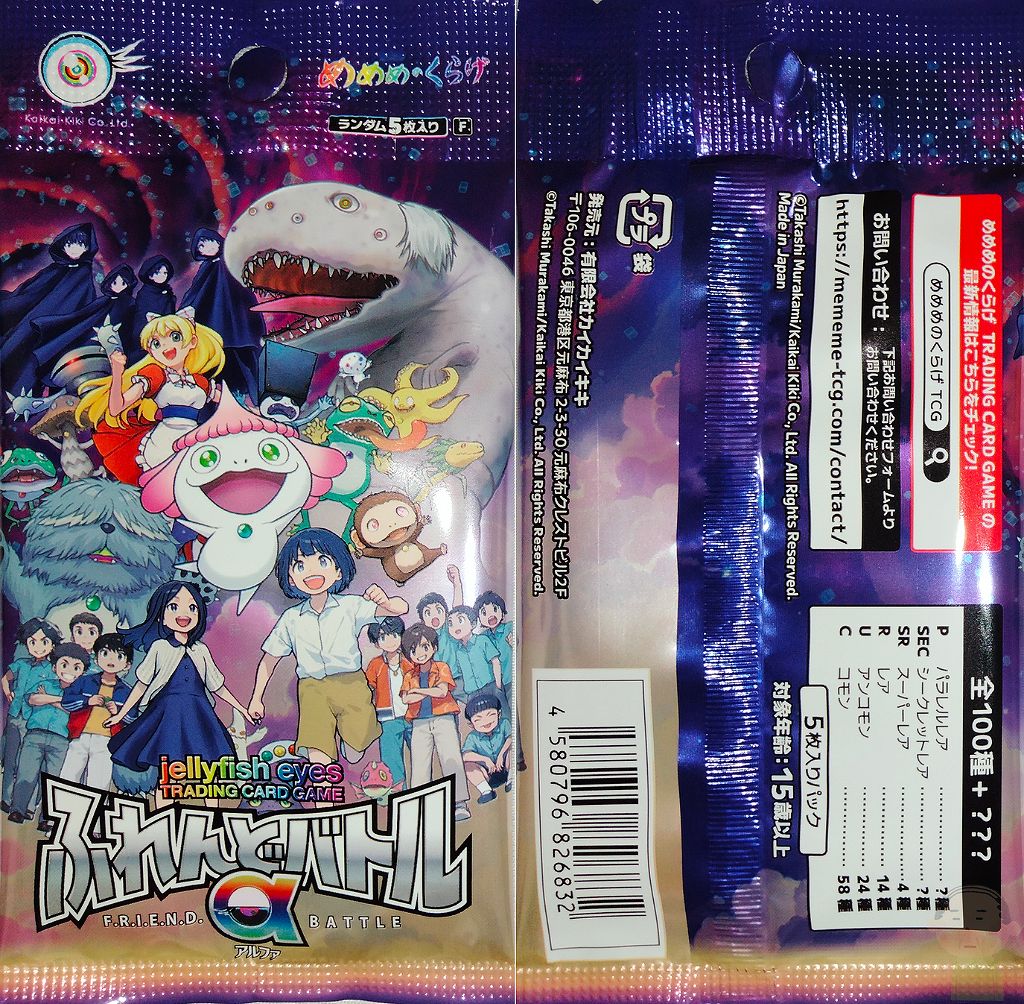 Kaikai Kiki Co.,Ltd.
めめめのくらげ
ランダム5枚入り F
jellyfish eyes
TRADING CARD GAME
ふれんどバトル
α
F.R.I.E.N.D. BATTLE
アルファ
めめめのくらげ TRADING CARD GAME の
最新情報はこちらをチェック!
めめめのくらげ TCG
お問い合わせ：
下記お問い合わせフォームより
お問い合わせください。
https://mememe-tcg.com/contact/
©Takashi Murakami/Kaikai Kiki Co., Ltd. All Rights Reserved.
Made in Japan
プラ
袋
発売元：有限会社カイカイキキ
〒106-0046 東京都港区元麻布 2-3-30 元麻布クレストビル2F
©Takashi Murakami/Kaikai Kiki Co., Ltd. All Rights Reserved.
全100種+???
P パラレルレア ……… ?種
SEC シークレットレア ……… ?種
SR スーパーレア ……… 4種
R レア ……… 14種
U アンコモン ……… 24種
C コモン ……… 58種
5枚入りパック
対象年齢：15歳以上
4 580796 826832